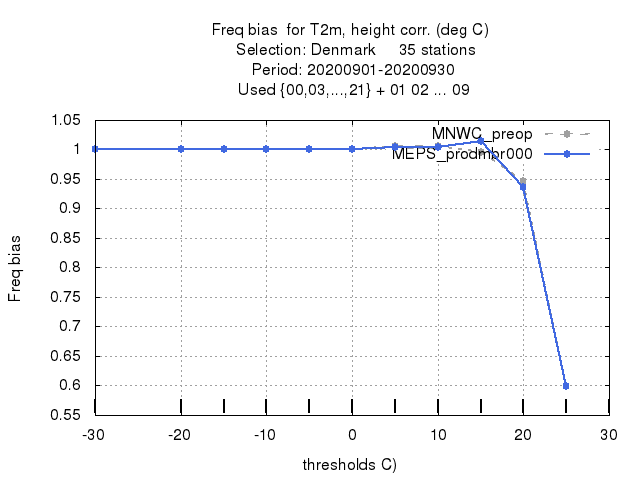 Freq bias  for T2m, height corr. (deg C)
Selection: Denmark     35 stations
Period: 20200901-20200930
Used {00,03,...,21} + 01 02 ... 09
1.05
MNWC_preop
1
MEPS_prodmbr000
0.95
0.9
0.85
0.8
0.75
0.7
0.65
0.6
0.55
Freq bias
-30
-20
-10
0
10
20
30
thresholds C)